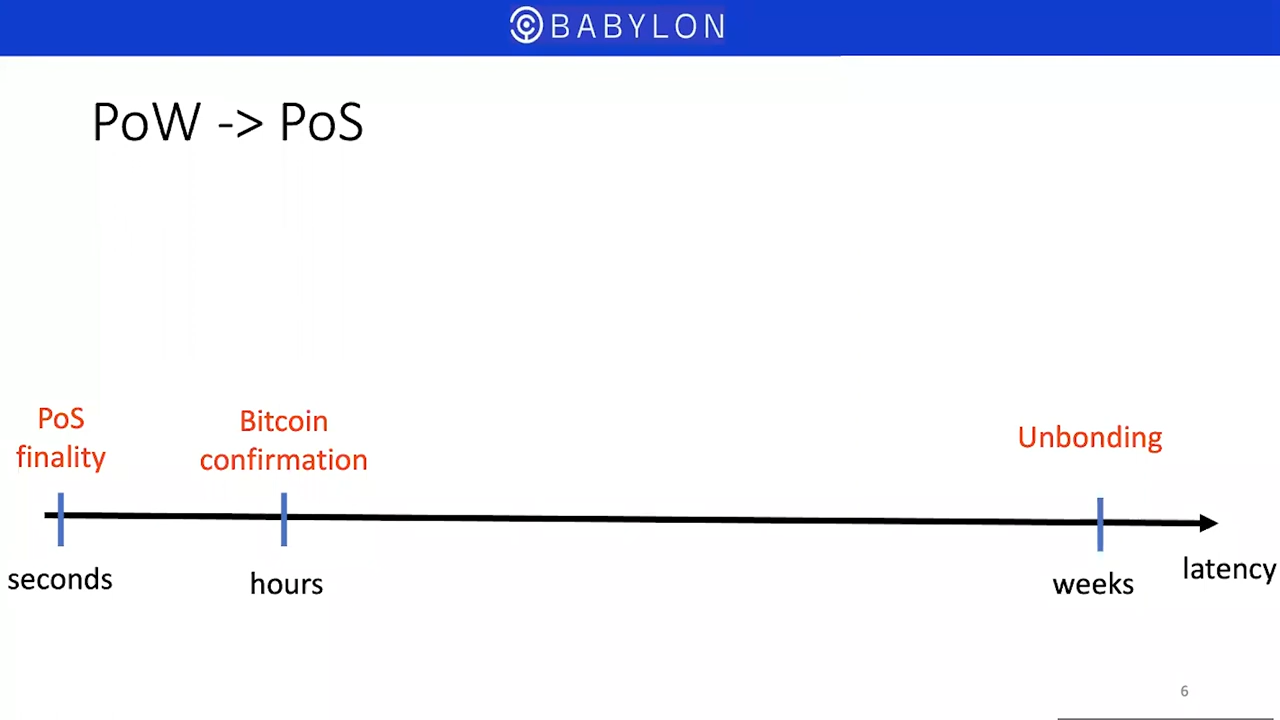 BABYLON
PoW -> PoS
PoS
finality
Bitcoin
confirmation
Unbonding
seconds
hours
weeks
latency
6